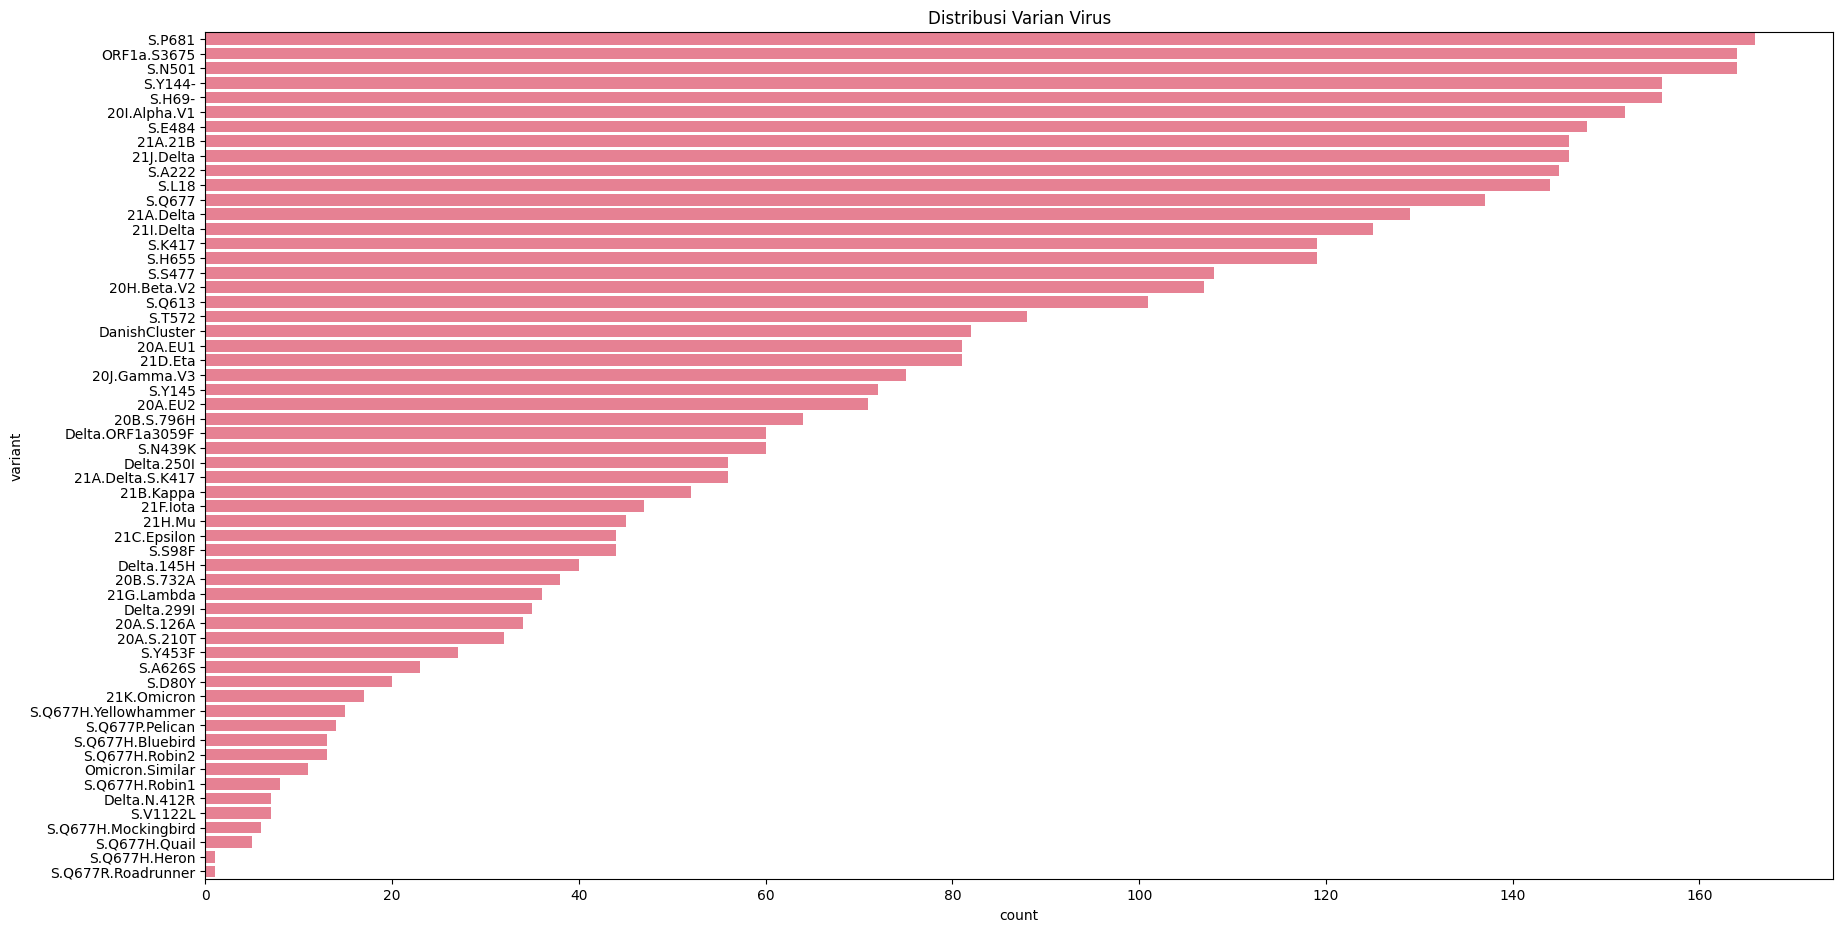 Distribusi Varian Virus
variant
S.P681
ORF1a.S3675
S.N501
S.Y144-
S.H69-
20I.Alpha.V1
S.E484
21A.21B
21J.Delta
S.A222
S.L18
S.Q677
21A.Delta
21I.Delta
S.K417
S.H655
S.S477
20H.Beta.V2
S.Q613
S.T572
DanishCluster
20A.EU1
21D.Eta
20J.Gamma.V3
S.Y145
20A.EU2
20B.S.796H
Delta.ORF1a3059F
S.N439K
Delta.250I
21A.Delta.S.K417
21B.Kappa
21F.Iota
21H.Mu
21C.Epsilon
S.S98F
Delta.145H
20B.S.732A
21G.Lambda
Delta.299I
20A.S.126A
20A.S.210T
S.Y453F
S.A626S
S.D80Y
21K.Omicron
S.Q677H.Yellowhammer
S.Q677P.Pelican
S.Q677H.Bluebird
S.Q677H.Robin2
Omicron.Similar
S.Q677H.Robin1
Delta.N.412R
S.V1122L
S.Q677H.Mockingbird
S.Q677H.Quail
S.Q677H.Heron
S.Q677R.Roadrunner
0 20 40 60 80 100 120 140 160
count